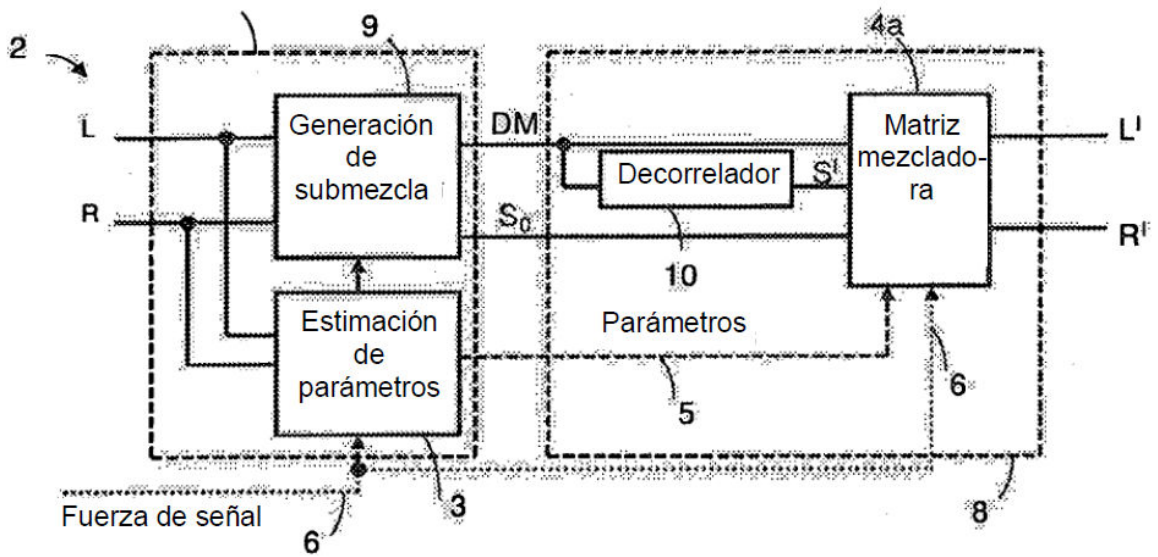 9
4a
2
L
Generación
de
submezcla
DM
Matriz
mezclado-
ra
L'
Decorrelador
S'
R
S₀
R'
10
Estimación
de
parámetros
Parámetros
5
6
Fuerza de señal
6
3
8